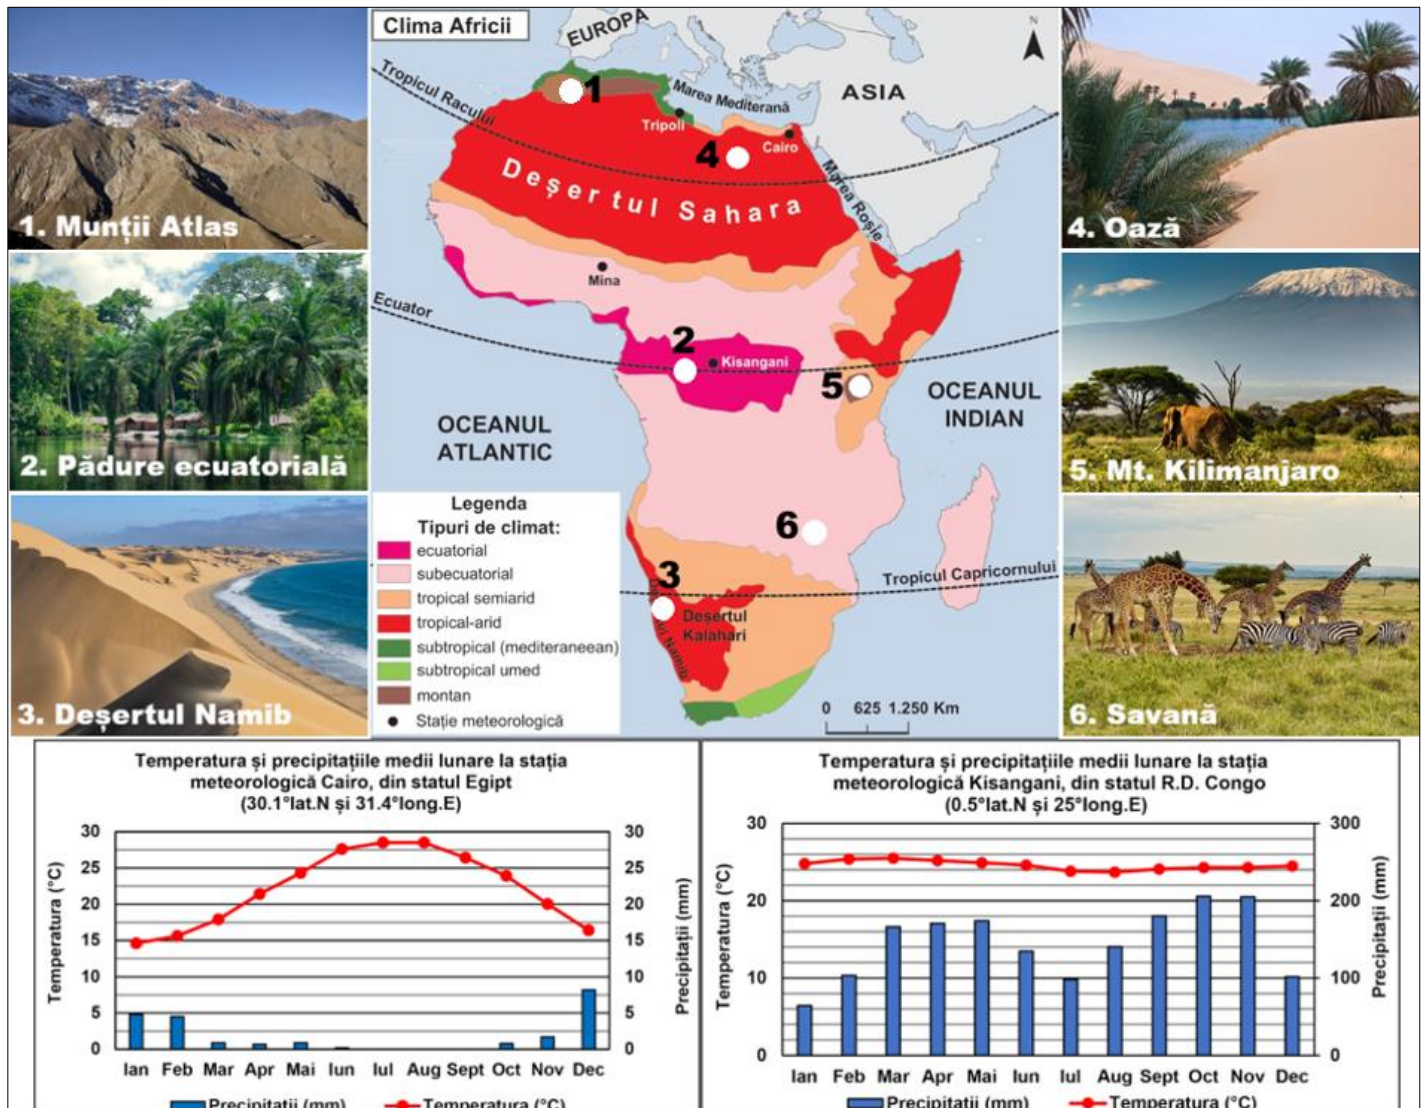 Clima Africii
EUROPA
ASIA
N
Tropicul Racului
Marea Mediterană
1
Tripoli
Cairo
4
Deșertul Sahara
Marea Roșie
Mina
Ecuator
2
Kisangani
5
OCEANUL
ATLANTIC
OCEANUL
INDIAN
6
3
Tropicul Capricornului
Deșertul
Kalahari
Namib
0 625 1.250 Km
Legenda
Tipuri de climat:
ecuatorial
subecuatorial
tropical semiarid
tropical-arid
subtropical (mediteraneean)
subtropical umed
montan
Stație meteorologică
1. Munții Atlas
2. Pădure ecuatorială
3. Deșertul Namib
4. Oază
5. Mt. Kilimanjaro
6. Savană
Temperatura și precipitațiile medii lunare la stația
meteorologică Cairo, din statul Egipt
(30.1°lat.N și 31.4°long.E)
30
25
20
15
10
5
0
Temperatura (°C)
30
25
20
15
10
5
0
Precipitații (mm)
Ian Feb Mar Apr Mai Iun Iul Aug Sept Oct Nov Dec
Precipitații (mm) Temperatura (°C)
Temperatura și precipitațiile medii lunare la stația
meteorologică Kisangani, din statul R.D. Congo
(0.5°lat.N și 25°long.E)
30
20
10
0
Temperatura (°C)
300
200
100
0
Precipitații (mm)
Ian Feb Mar Apr Mai Iun Iul Aug Sept Oct Nov Dec
Precipitații (mm) Temperatura (°C)